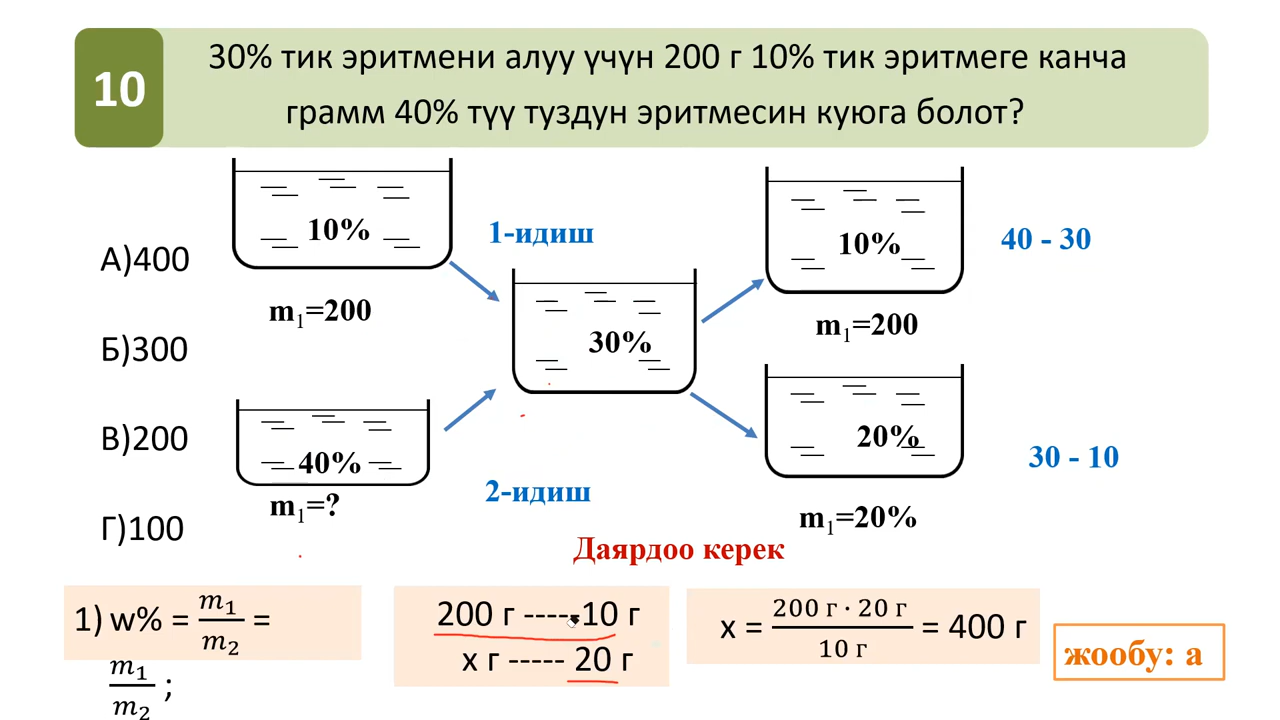 10
30% тик эритмени алуу үчүн 200 г 10% тик эритмеге канча
грамм 40% түү туздун эритмесин куюга болот?
А)400
Б)300
В)200
Г)100
10%
m₁=200
1-идиш
40%
m₁=?
2-идиш
30%
10%
m₁=200
40 - 30
20%
m₁=20%
30 - 10
Даярдоо керек
1) w% = m₁/m₂ =
m₁/m₂ ;
200 г -----10 г
х г ----- 20 г
х = 200 г · 20 г / 10 г = 400 г
жообу: а